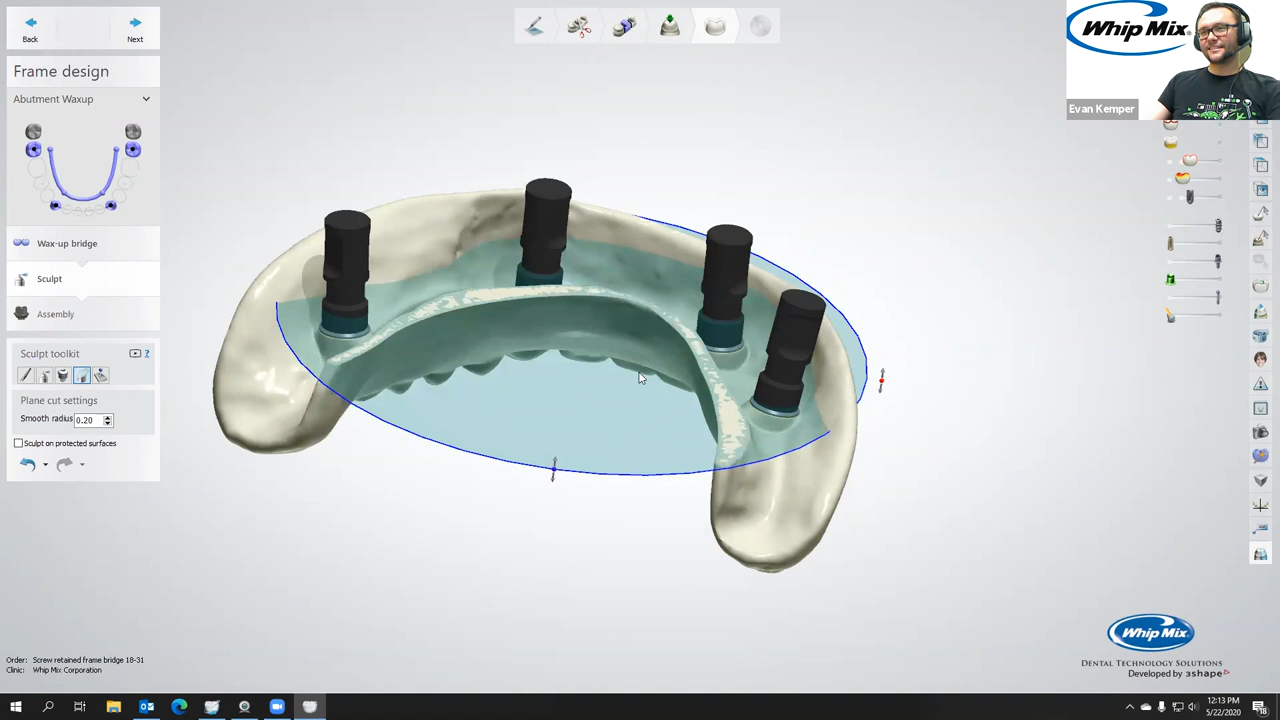 Back
Next
Frame design
Abutment Waxup
Wax-up bridge
Sculpt
Assembly
Sculpt toolkit
?
Plane cut settings
Smooth radius 0.20
Sculpt on protected surfaces
Order: Screw retained frame bridge 18-31
Clinic: Whip Mix Corporation
Whip Mix
Evan Kemper
Whip Mix
DENTAL TECHNOLOGY SOLUTIONS
Developed by 3shape
12:13 PM
5/22/2020
18